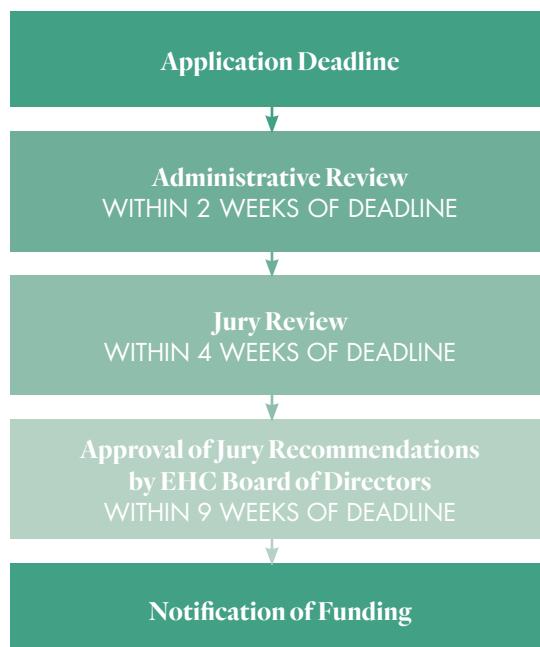 Application Deadline
Administrative Review
WITHIN 2 WEEKS OF DEADLINE
Jury Review
WITHIN 4 WEEKS OF DEADLINE
Approval of Jury Recommendations
by EHC Board of Directors
WITHIN 9 WEEKS OF DEADLINE
Notification of Funding